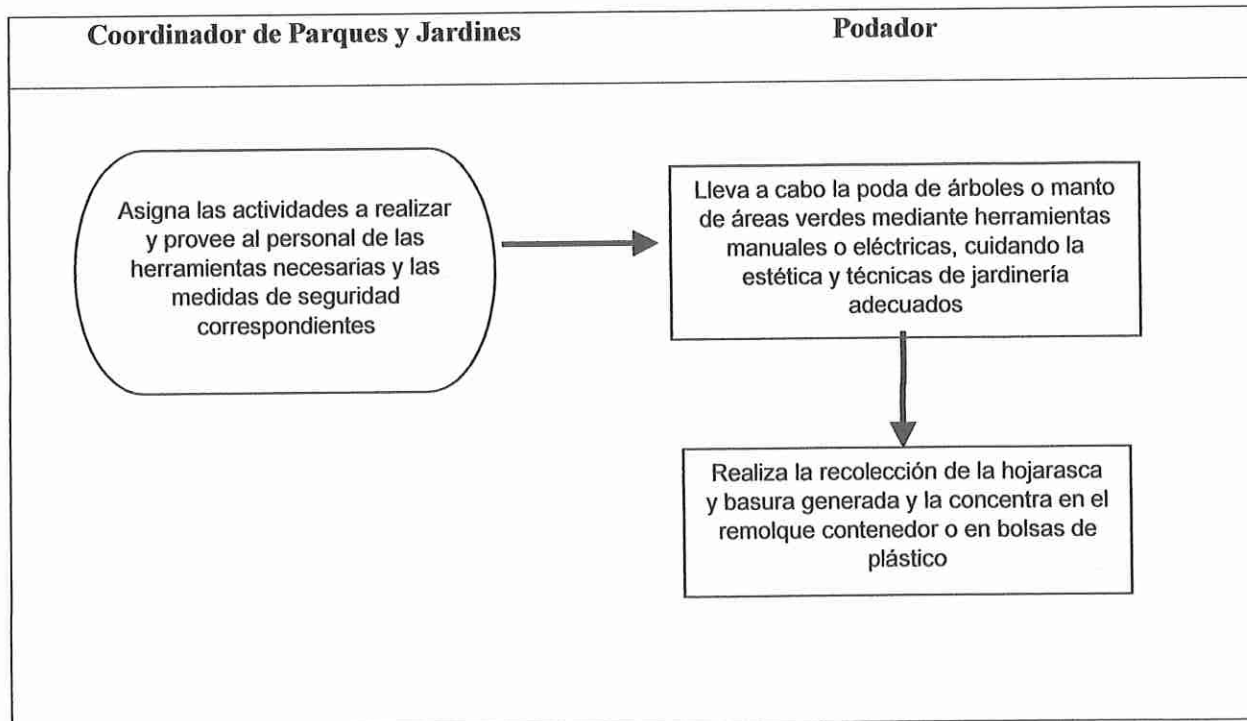 Coordinador de Parques y Jardines
Podador
Asigna las actividades a realizar
y provee al personal de las
herramientas necesarias y las
medidas de seguridad
correspondientes
Lleva a cabo la poda de árboles o manto
de áreas verdes mediante herramientas
manuales o eléctricas, cuidando la
estética y técnicas de jardinería
adecuados
Realiza la recolección de la hojarasca
y basura generada y la concentra en el
remolque contenedor o en bolsas de
plástico